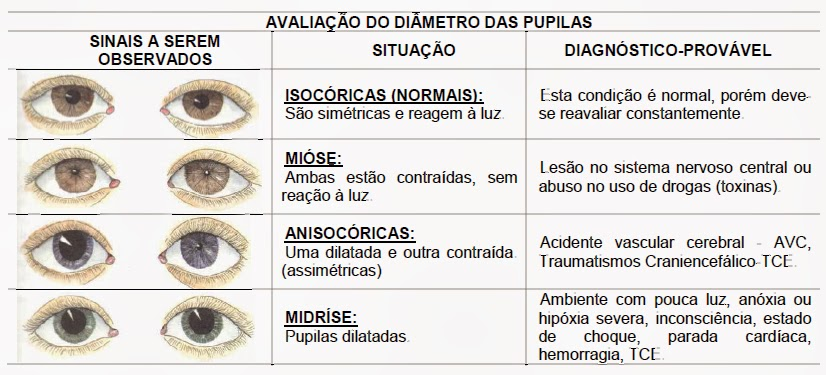 AVALIAÇÃO DO DIÂMETRO DAS PUPILAS
SINAIS A SEREM
OBSERVADOS
SITUAÇÃO
DIAGNÓSTICO-PROVÁVEL
ISOCÓRICAS (NORMAIS):
São simétricas e reagem à luz.
Esta condição é normal, porém deve-
se reavaliar constantemente.
MIÓSE:
Ambas estão contraídas, sem
reação à luz.
Lesão no sistema nervoso central ou
abuso no uso de drogas (toxinas).
ANISOCÓRICAS:
Uma dilatada e outra contraída.
(assimétricas)
Acidente vascular cerebral - AVC,
Traumatismos Craniencefálico-TCE.
MIDRÍSE:
Pupilas dilatadas.
Ambiente com pouca luz, anóxia ou
hipóxia severa, inconsciência, estado
de choque, parada cardíaca,
hemorragia, TCE.